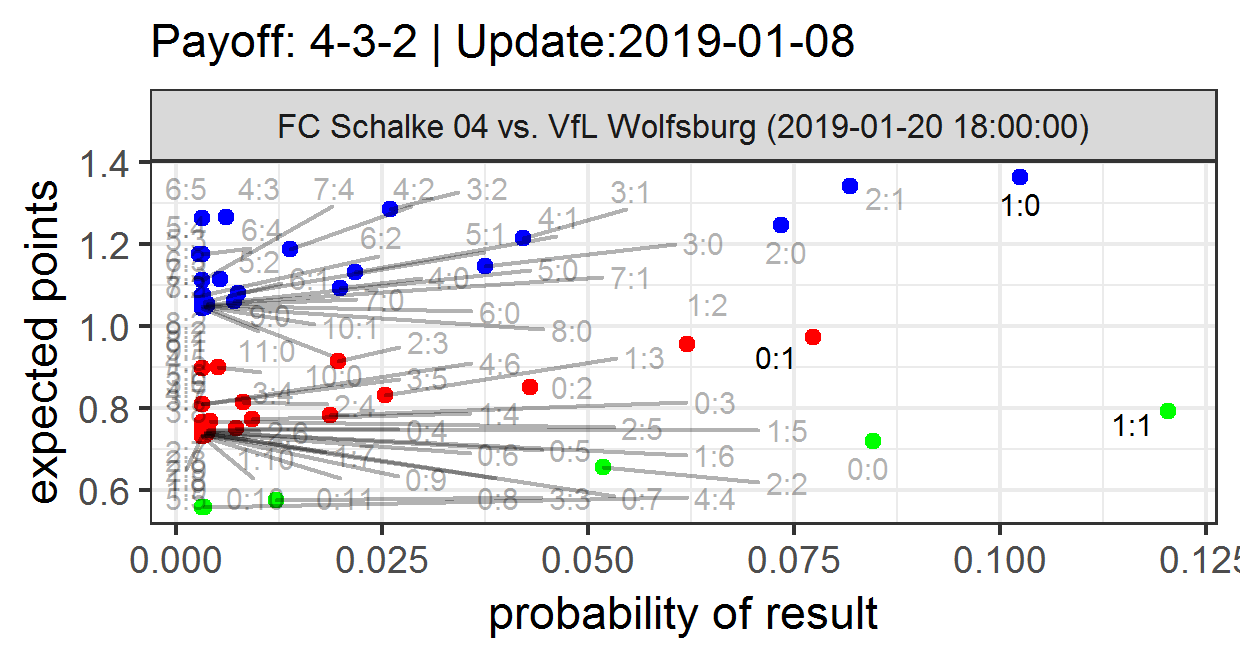 Payoff: 4-3-2 | Update:2019-01-08
FC Schalke 04 vs. VfL Wolfsburg (2019-01-20 18:00:00)
expected points
1.4
1.2
1.0
0.8
0.6
6:5 4:3 7:4 4:2 3:2 3:1
2:1 1:0
6:4 6:2 5:1 4:1
3:0 2:0
5:2 6:1 4:0 5:0 7:1
7:0 6:0 1:2
9:0 10:1 8:0
11:0 2:3 0:1
10:0 3:5 4:6 1:3
3:4 2:4 1:4 0:2 0:3
2:6 0:4 2:5 1:5 1:1
1:10 1:7 0:6 0:5 1:6 0:0
0:9 2:2
0:11 0:8 3:3 0:7 4:4
0.000 0.025 0.050 0.075 0.100
probability of result